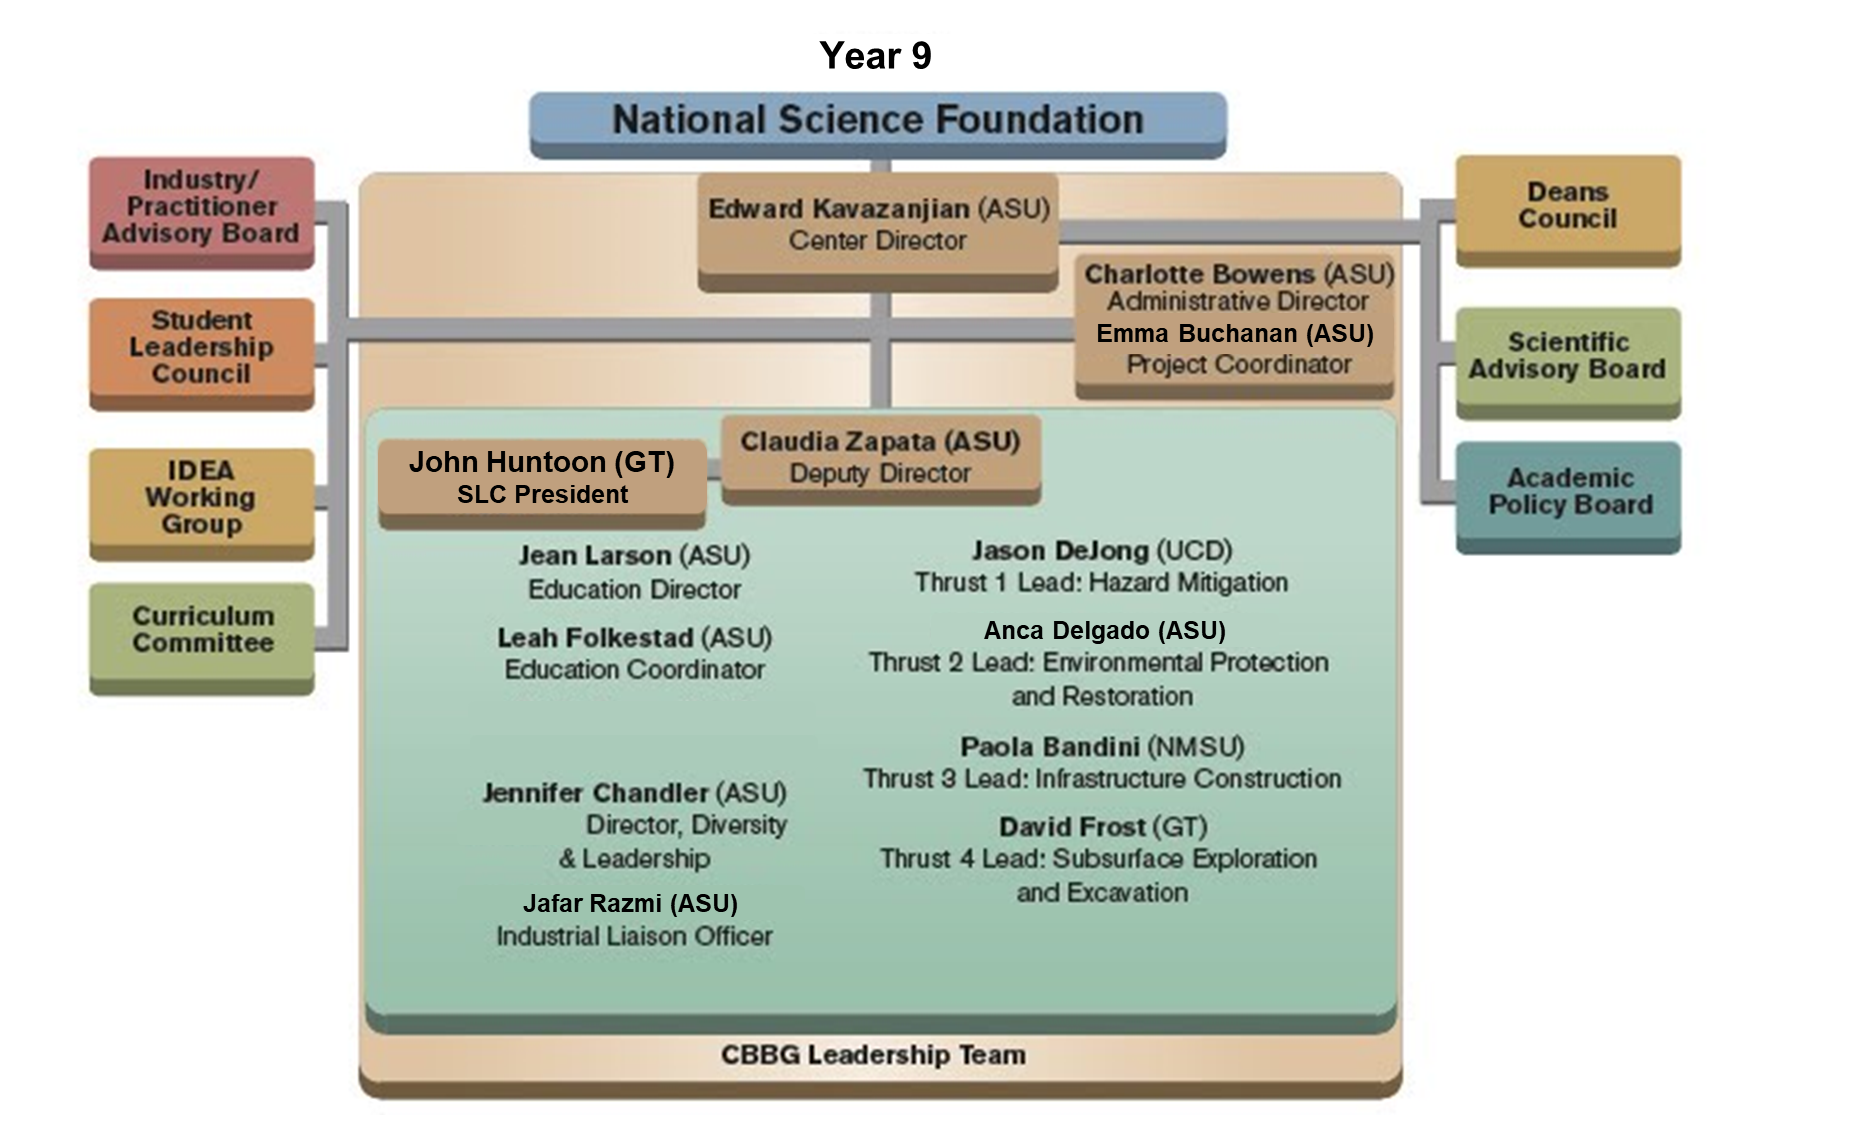 Year 9
National Science Foundation
Industry/
Practitioner
Advisory Board
Student
Leadership
Council
IDEA
Working
Group
Curriculum
Committee
Edward Kavazanjian (ASU)
Center Director
Charlotte Bowens (ASU)
Administrative Director
Emma Buchanan (ASU)
Project Coordinator
Deans
Council
Scientific
Advisory Board
Academic
Policy Board
John Huntoon (GT)
SLC President
Claudia Zapata (ASU)
Deputy Director
Jean Larson (ASU)
Education Director
Leah Folkestad (ASU)
Education Coordinator
Jennifer Chandler (ASU)
Director, Diversity
& Leadership
Jafar Razmi (ASU)
Industrial Liaison Officer
Jason DeJong (UCD)
Thrust 1 Lead: Hazard Mitigation
Anca Delgado (ASU)
Thrust 2 Lead: Environmental Protection
and Restoration
Paola Bandini (NMSU)
Thrust 3 Lead: Infrastructure Construction
David Frost (GT)
Thrust 4 Lead: Subsurface Exploration
and Excavation
CBBG Leadership Team